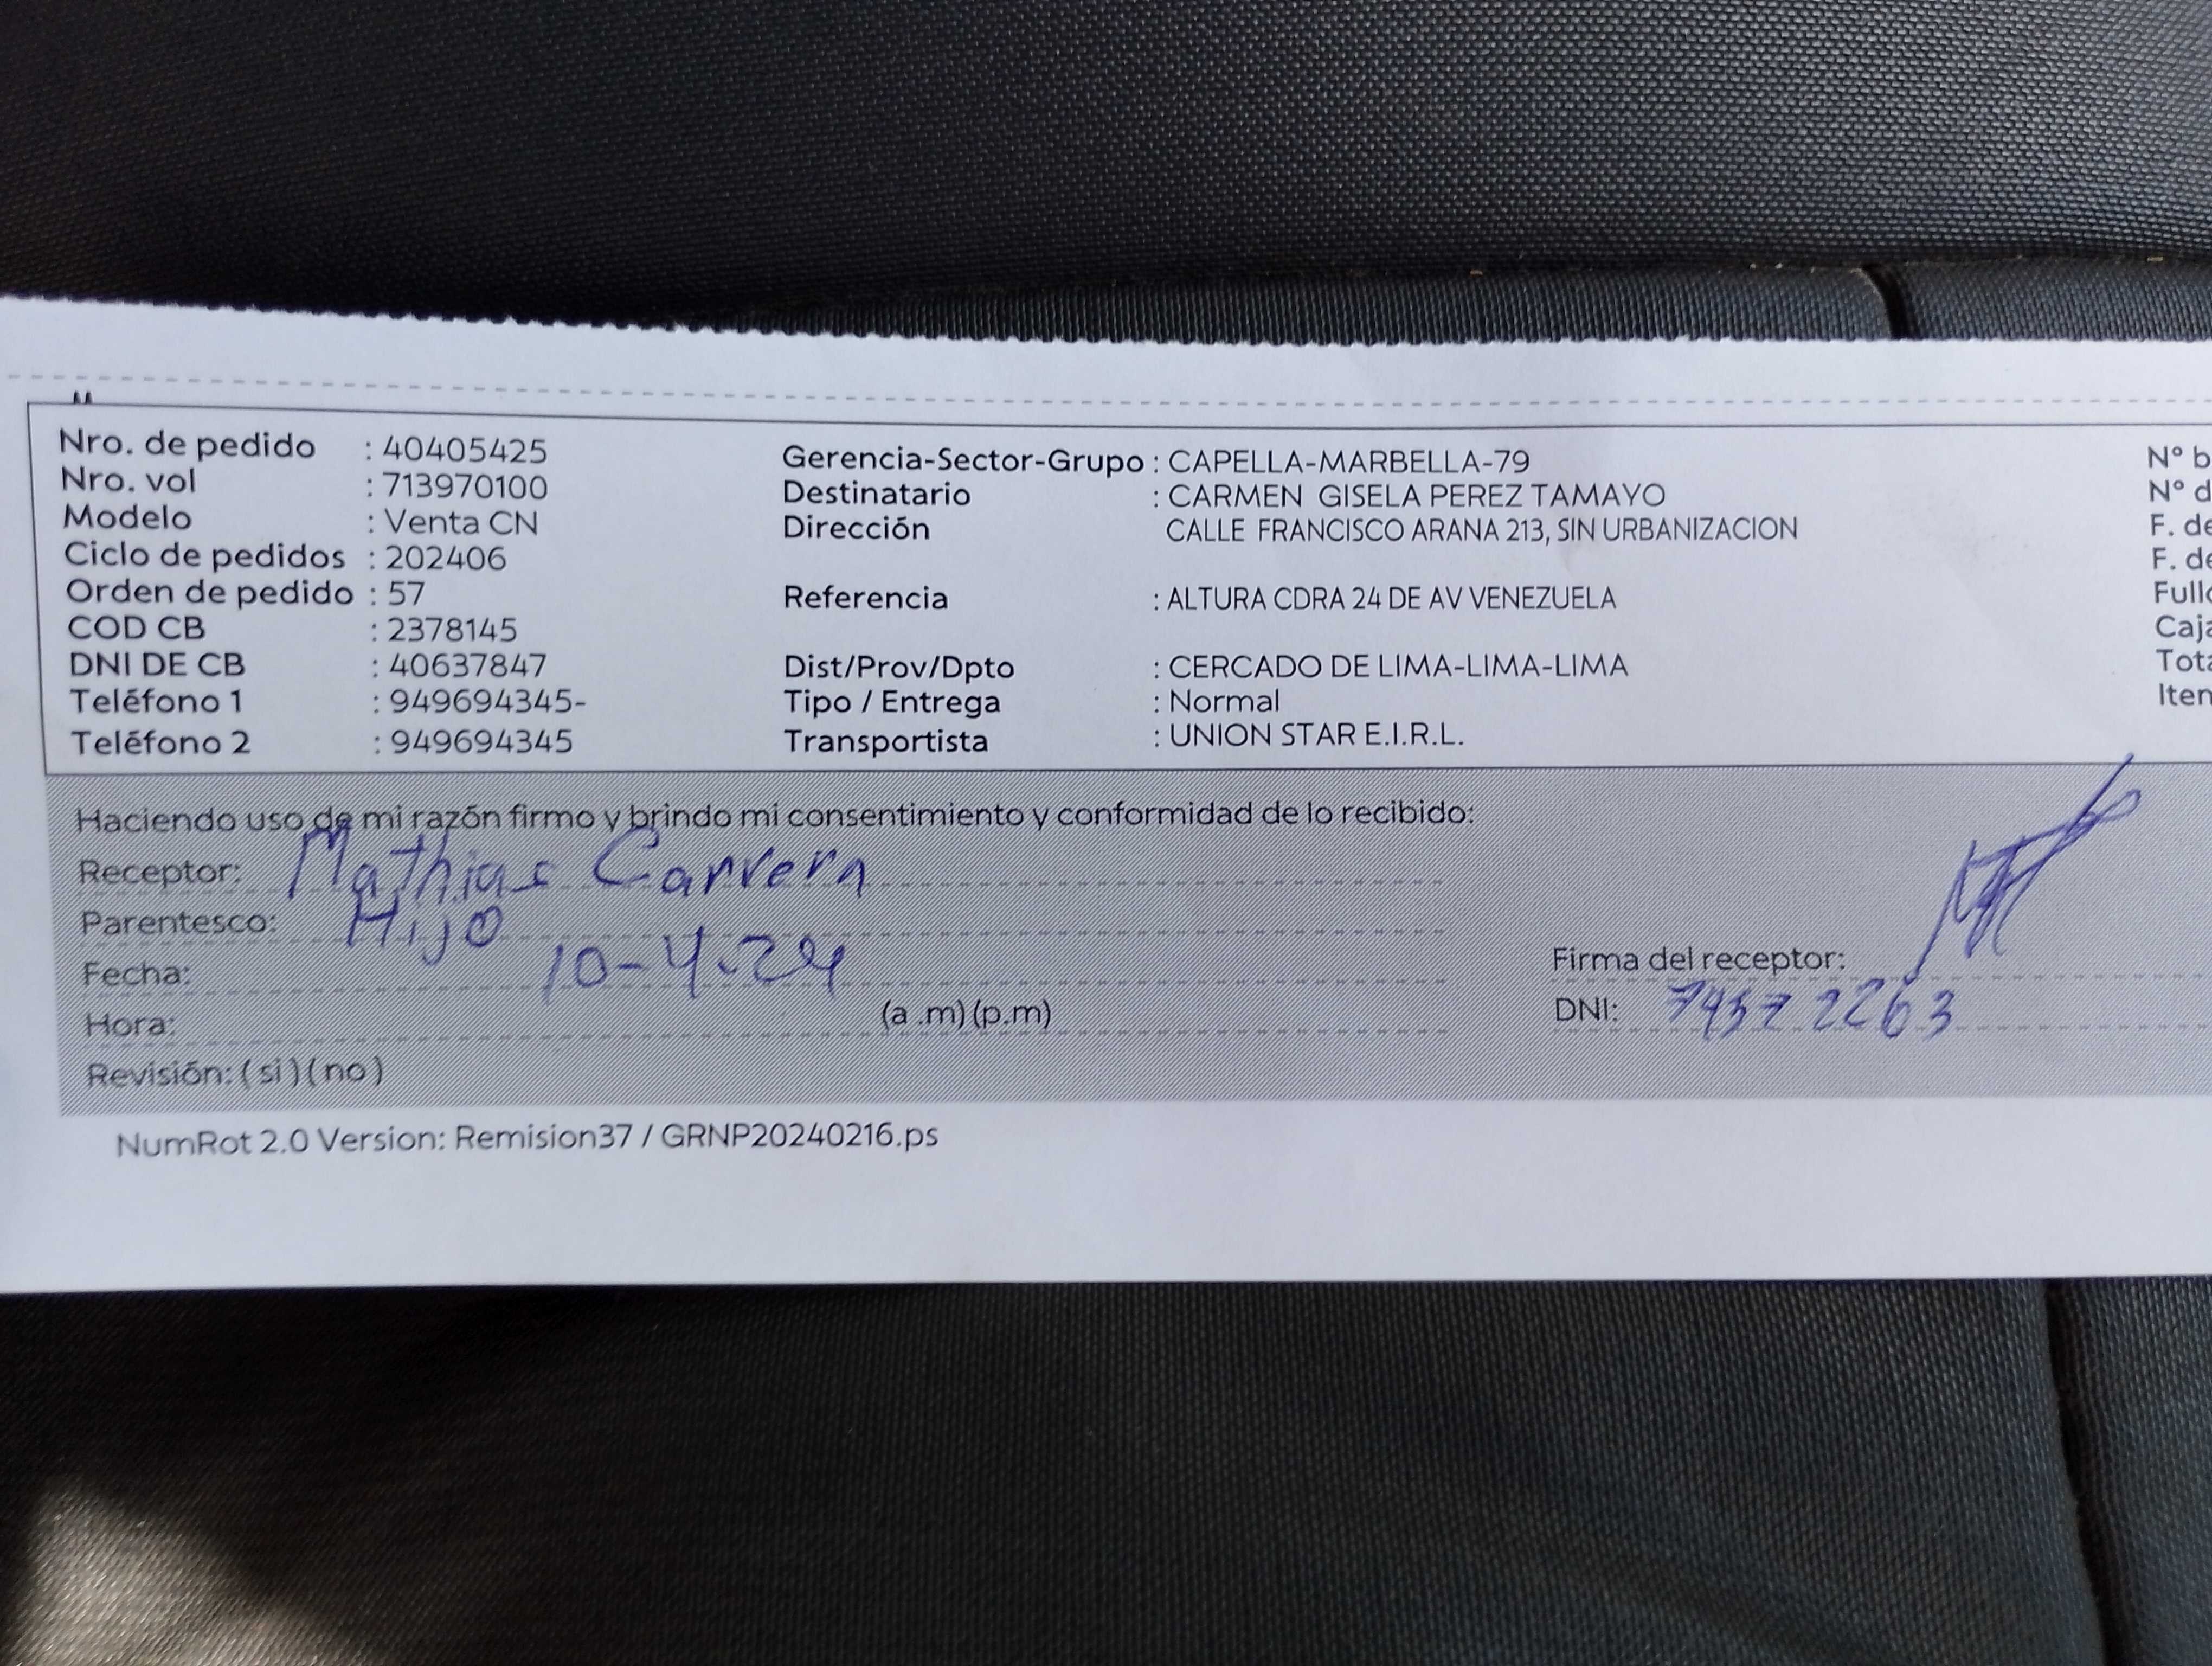 Nro. de pedido : 40405425
Nro. vol : 713970100
Modelo : Venta CN
Ciclo de pedidos : 202406
Orden de pedido : 57
COD CB : 2378145
DNI DE CB : 40637847
Teléfono 1 : 949694345-
Teléfono 2 : 949694345
Gerencia-Sector-Grupo : CAPELLA-MARBELLA-79
Destinatario : CARMEN GISELA PEREZ TAMAYO
Dirección CALLE FRANCISCO ARANA 213, SIN URBANIZACION
Referencia : ALTURA CDRA 24 DE AV VENEZUELA
Dist/Prov/Dpto : CERCADO DE LIMA-LIMA-LIMA
Tipo / Entrega : Normal
Transportista : UNION STAR E.I.R.L.
N° b
N° d
F. de
F. de
Caja
Haciendo uso de mi razón firmo y brindo mi consentimiento y conformidad de lo recibido:
Receptor: Mathias Carrera
Parentesco: Hijo
Fecha: 10-4-24
Hora: (a .m) (p.m)
Revisión: ( si ) ( no )
Firma del receptor:
DNI:
NumRot 2.0 Version: Remision37 / GRNP20240216.ps